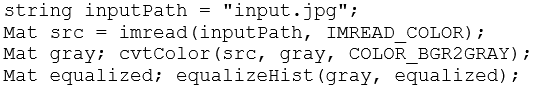 string inputPath = "input.jpg";
Mat src = imread(inputPath, IMREAD_COLOR);
Mat gray; cvtColor(src, gray, COLOR_BGR2GRAY);
Mat equalized; equalizeHist(gray, equalized);